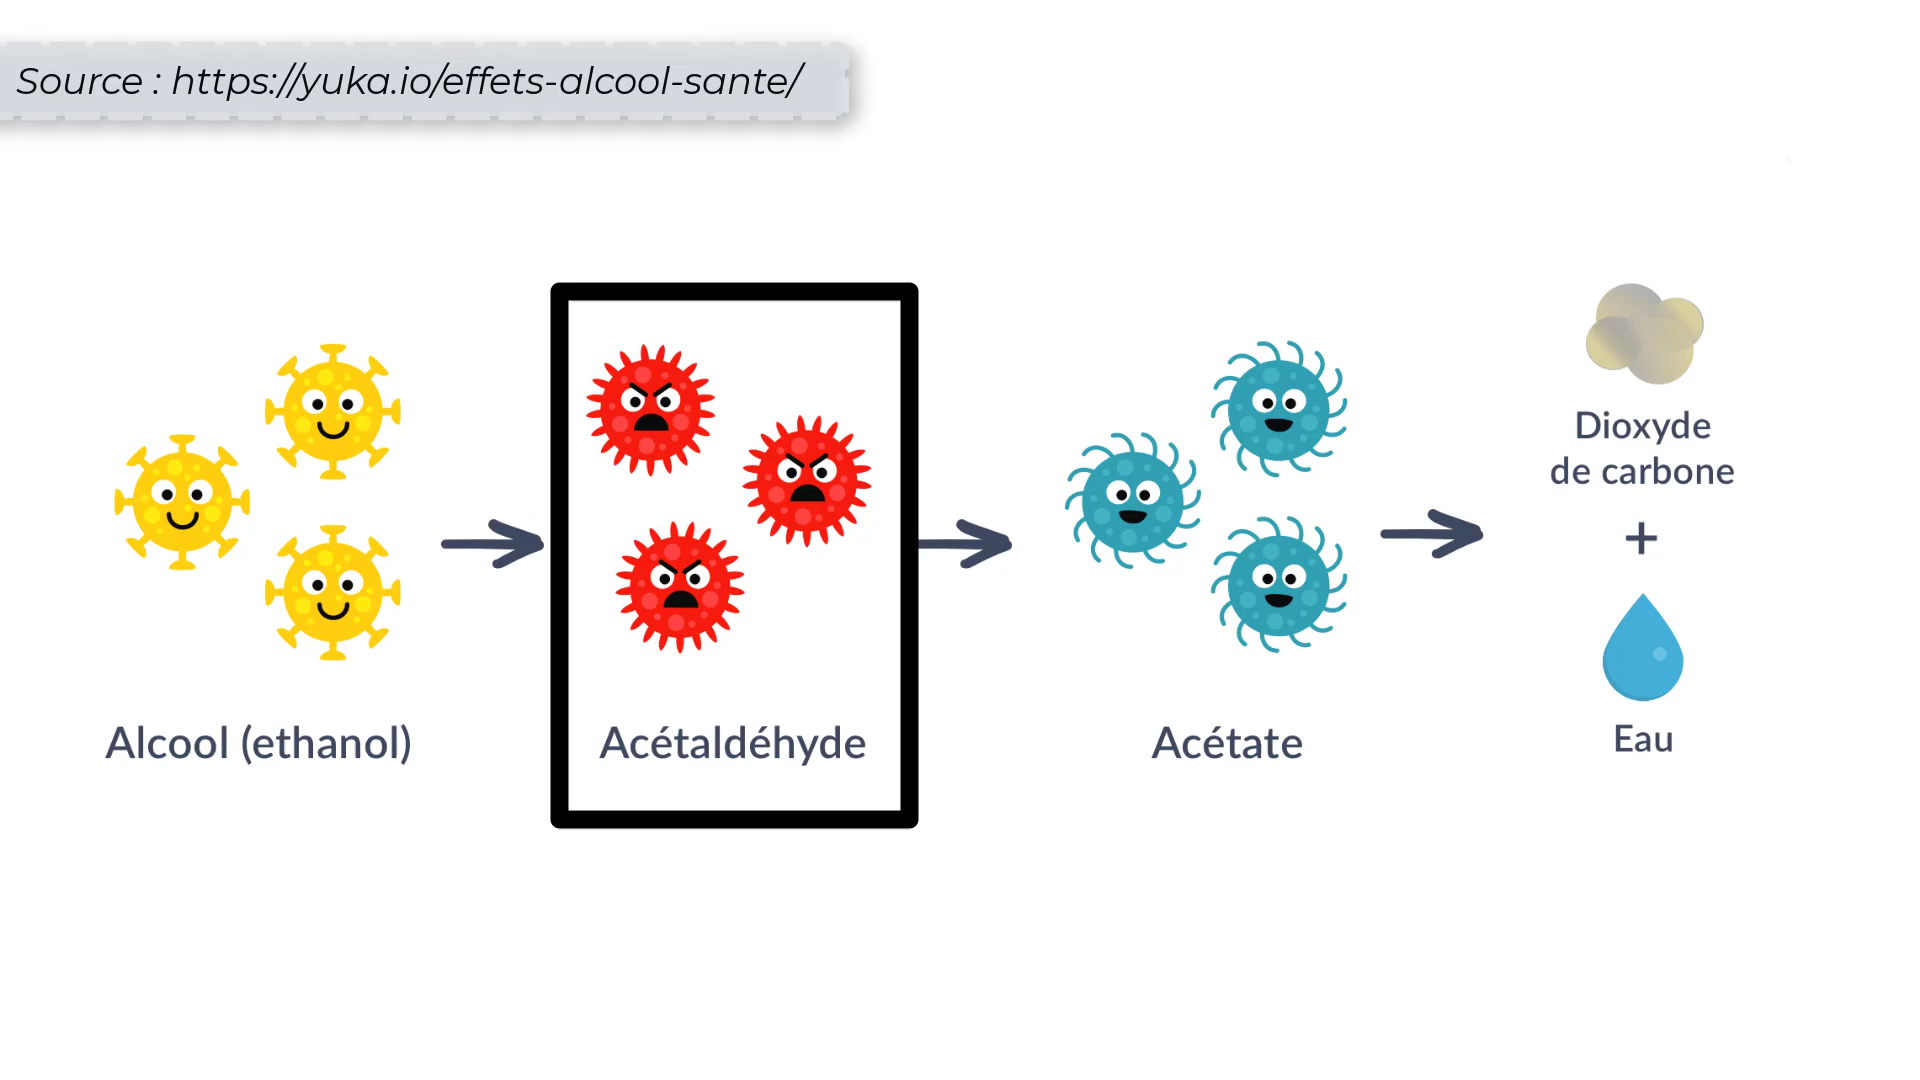 Source : https://yuka.io/effets-alcool-sante/
Alcool (ethanol)
Acétaldéhyde
Acétate
Dioxyde
de carbone
+
Eau